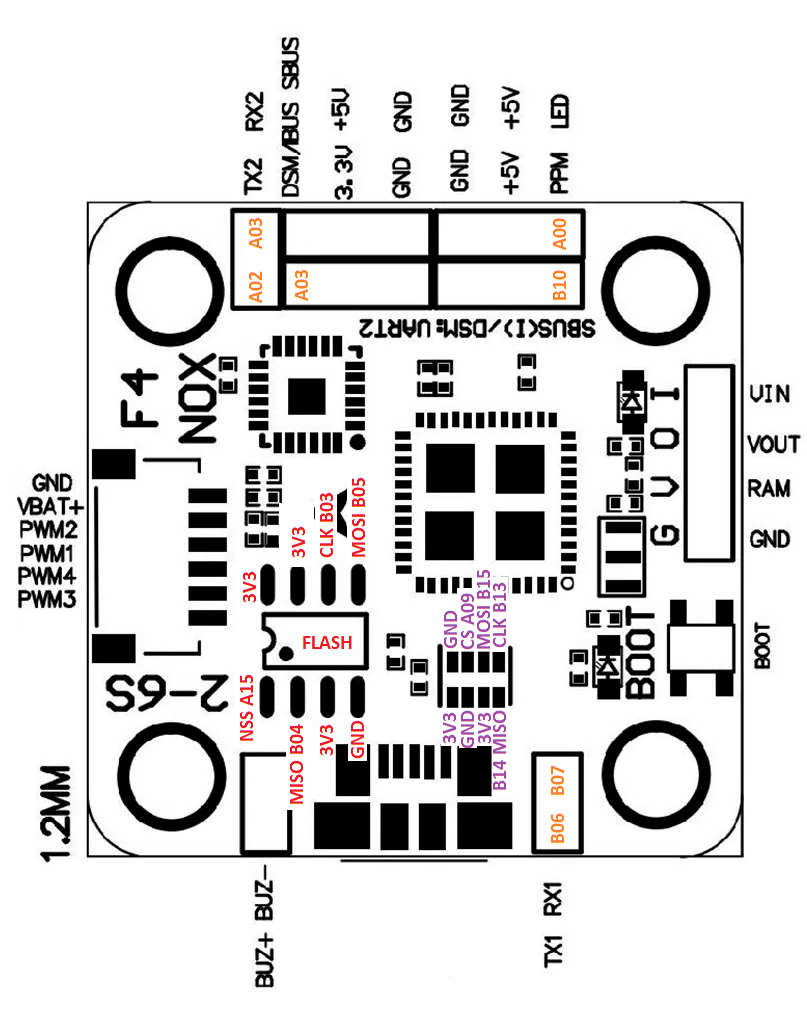 TX2 RX2
DSM/IBUS SBUS
3.3V +5V
GND GND
GND GND
+5V +5V
PPM LED
A03
A02
A03
A00
B10
SBUS(I)/DSM: UART2
F4
NOX
I
O
V
G
VIN
VOUT
RAM
GND
GND
VBAT+
PWM2
PWM1
PWM4
PWM3
3V3
3V3
CLK B03
MOSI B05
FLASH
NSS A15
MISO B04
3V3
GND
GND
CS A09
MOSI B15
CLK B13
3V3
GND
3V3
B14 MISO
BOOT
BOOT
2-6S
1.2MM
B07
B06
BUZ+ BUZ-
TX1 RX1